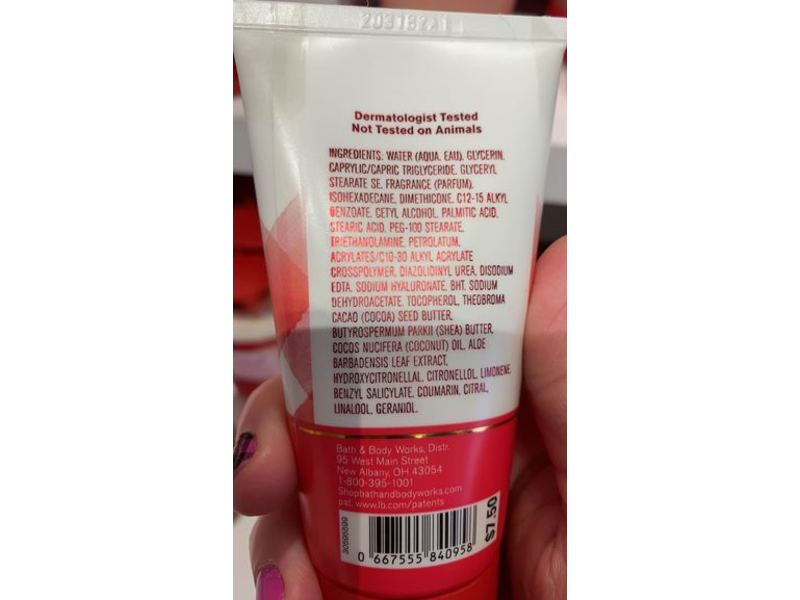 20318241
Dermatologist Tested
Not Tested on Animals
INGREDIENTS: WATER (AQUA, EAU), GLYCERIN,
CAPRYLIC/CAPRIC TRIGLYCERIDE, GLYCERYL
STEARATE SE, FRAGRANCE (PARFUM),
ISOHEXADECANE, DIMETHICONE, C12-15 ALKYL
BENZOATE, CETYL ALCOHOL, PALMITIC ACID,
STEARIC ACID, PEG-100 STEARATE,
TRIETHANOLAMINE, PETROLATUM,
ACRYLATES/C10-30 ALKYL ACRYLATE
CROSSPOLYMER, DIAZOLIDINYL UREA, DISODIUM
EDTA, SODIUM HYALURONATE, BHT, SODIUM
DEHYDROACETATE, TOCOPHEROL, THEOBROMA
CACAO (COCOA) SEED BUTTER,
BUTYROSPERMUM PARKII (SHEA) BUTTER,
COCOS NUCIFERA (COCONUT) OIL, ALOE
BARBADENSIS LEAF EXTRACT,
HYDROXYCITRONELLAL, CITRONELLOL, LIMONENE,
BENZYL SALICYLATE, COUMARIN, CITRAL,
LINALOOL, GERANIOL.
Bath & Body Works, Distr.
95 West Main Street
New Albany, OH 43054
1-800-395-1001
Shopbathandbodyworks.com
pat. www.lb.com/patents
$7.50
0 667555 840958